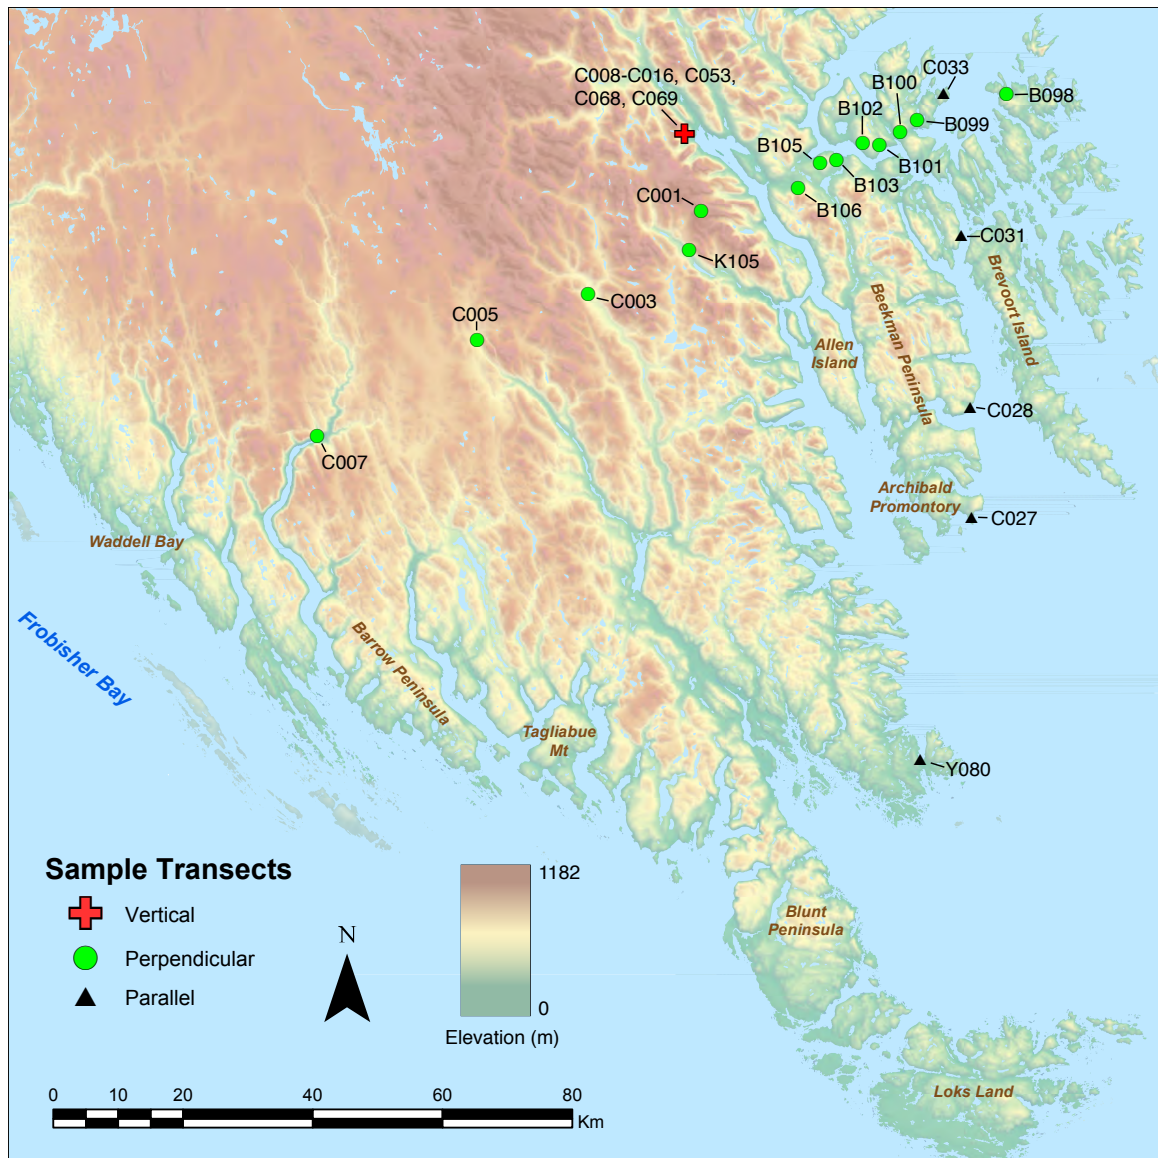 C008-C016, C053,
C068, C069
C033
B100
B098
B102
B099
B105
B101
B103
C001
B106
K105
C031
C003
C005
Brevoort Island
Beekman Peninsula
Allen
Island
C028
C007
Archibald
Promontory
C027
Waddell Bay
Frobisher Bay
Barrow Peninsula
Tagliabue
Mt
Y080
Sample Transects
Vertical
Perpendicular
Parallel
N
1182
0
Elevation (m)
Blunt
Peninsula
Loks Land
0 10 20 40 60 80
Km